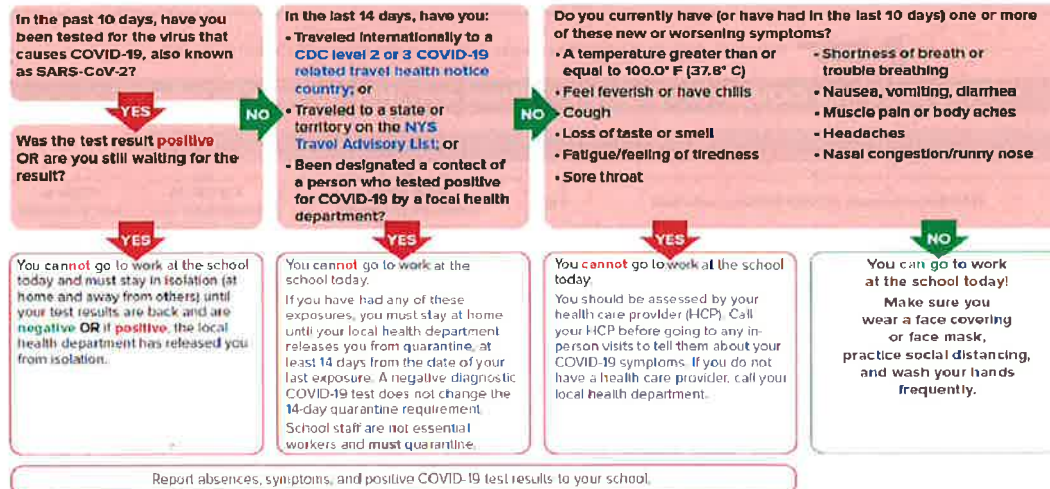 In the past 10 days, have you
been tested for the virus that
causes COVID-19, also known
as SARS-CoV-2?
YES
Was the test result positive
OR are you still waiting for the
result?
YES
You cannot go to work at the school
today and must stay in isolation (at
home and away from others) until
your test results are back and are
negative OR if positive, the local
health department has released you
from isolation.
NO
In the last 14 days, have you:
• Traveled internationally to a
CDC level 2 or 3 COVID-19
related travel health notice
country; or
• Traveled to a state or
territory on the NYS
Travel Advisory List; or
• Been designated a contact of
a person who tested positive
for COVID-19 by a local health
department?
YES
You cannot go to work at the
school today.
If you have had any of these
exposures, you must stay at home
until your local health department
releases you from quarantine, at
least 14 days from the date of your
last exposure. A negative diagnostic
COVID-19 test does not change the
14-day quarantine requirement.
School staff are not essential
workers and must quarantine.
NO
Do you currently have (or have had in the last 10 days) one or more
of these new or worsening symptoms?
• A temperature greater than or
equal to 100.0° F (37.8° C)
• Feel feverish or have chills
• Cough
• Loss of taste or smell
• Fatigue/feeling of tiredness
• Sore throat
• Shortness of breath or
trouble breathing
• Nausea, vomiting, diarrhea
• Muscle pain or body aches
• Headaches
• Nasal congestion/runny nose
YES
You cannot go to work at the school
today.
You should be assessed by your
health care provider (HCP). Call
your HCP before going to any in-
person visits to tell them about your
COVID-19 symptoms. If you do not
have a health care provider, call your
local health department.
NO
You can go to work
at the school today!
Make sure you
wear a face covering
or face mask,
practice social distancing,
and wash your hands
frequently.
Report absences, symptoms, and positive COVID-19 test results to your school.